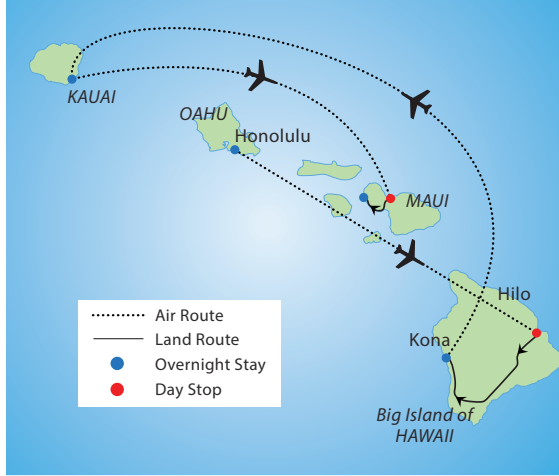 KAUAI
OAHU
Honolulu
MAUI
Hilo
Kona
Big Island of
HAWAII
Air Route
Land Route
Overnight Stay
Day Stop